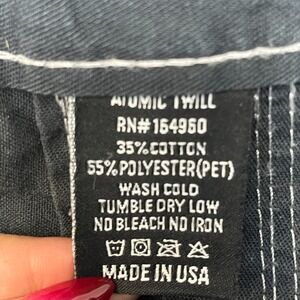 ATOMIC TWILL
RN#154960
35%COTTON
55%POLYESTER(PET)
WASH COLD
TUMBLE DRY LOW
NO BLEACH NO IRON
MADE IN USA